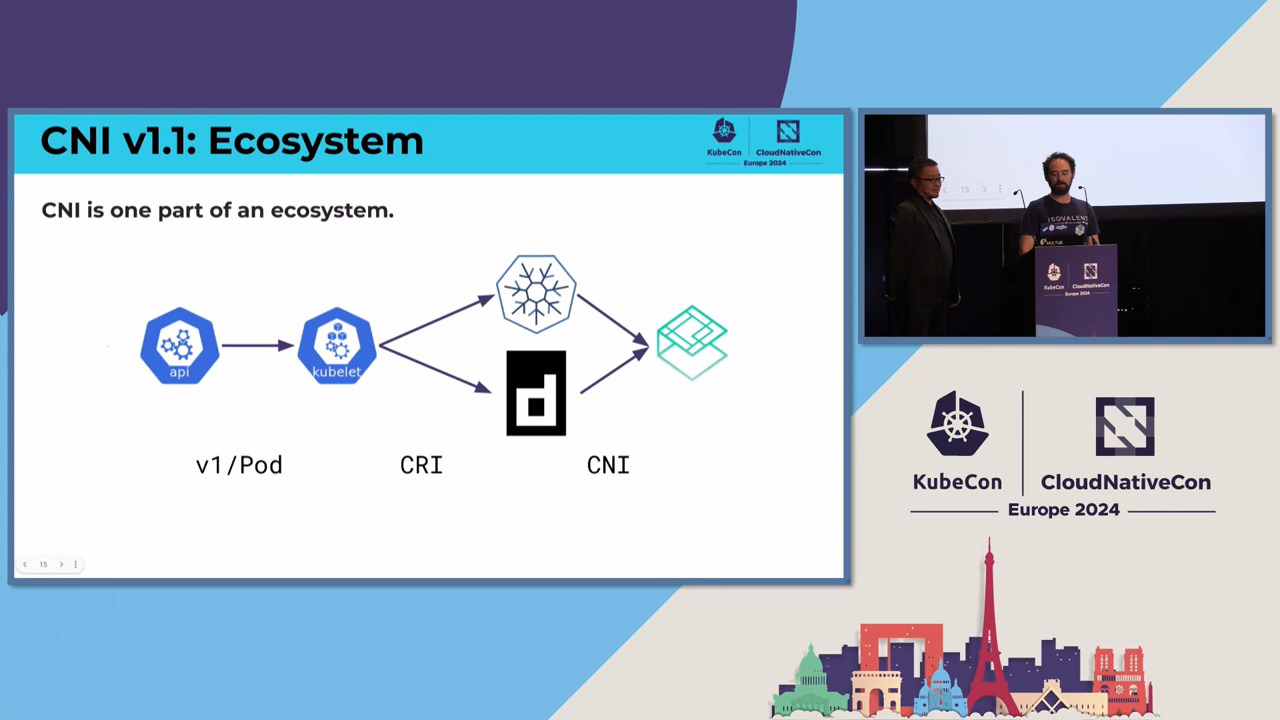 CNI v1.1: Ecosystem
KubeCon
CloudNativeCon
Europe 2024
CNI is one part of an ecosystem.
api
kubelet
v1/Pod
CRI
CNI
15
15
ISOVALENT
KubeCon
CloudNativeCon
Europe 2024
KubeCon
CloudNativeCon
Europe 2024